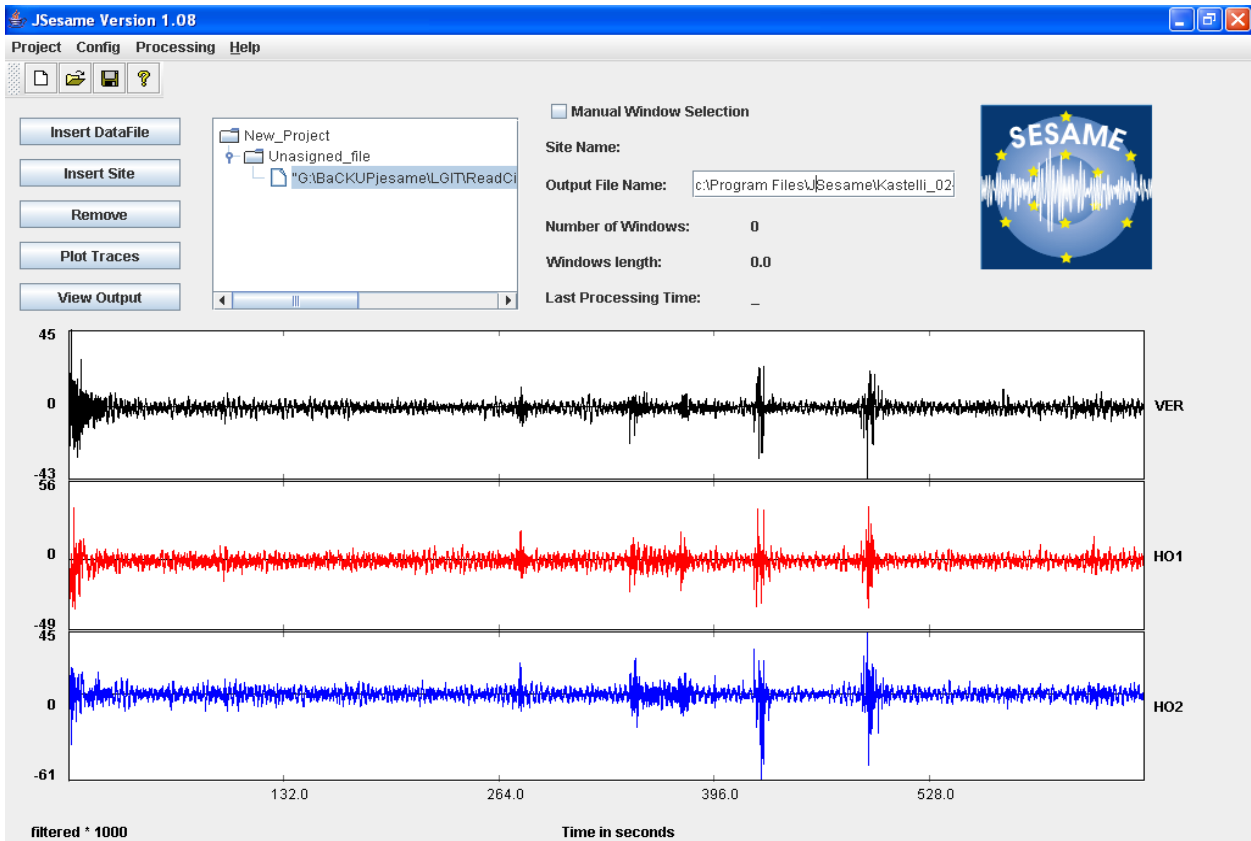 JSesame Version 1.08
Project Config Processing Help
Insert DataFile
Insert Site
Remove
Plot Traces
View Output
New_Project
Unasigned_file
"G:\BaCKUPjesame\LGIT\ReadCi
Manual Window Selection
Site Name:
Output File Name: c:\Program Files\JSesame\Kastelli_02-
Number of Windows: 0
Windows length: 0.0
Last Processing Time: _
SESAME
45
0
-43
VER
56
0
-49
HO1
45
0
-61
HO2
132.0 264.0 396.0 528.0
filtered * 1000 Time in seconds